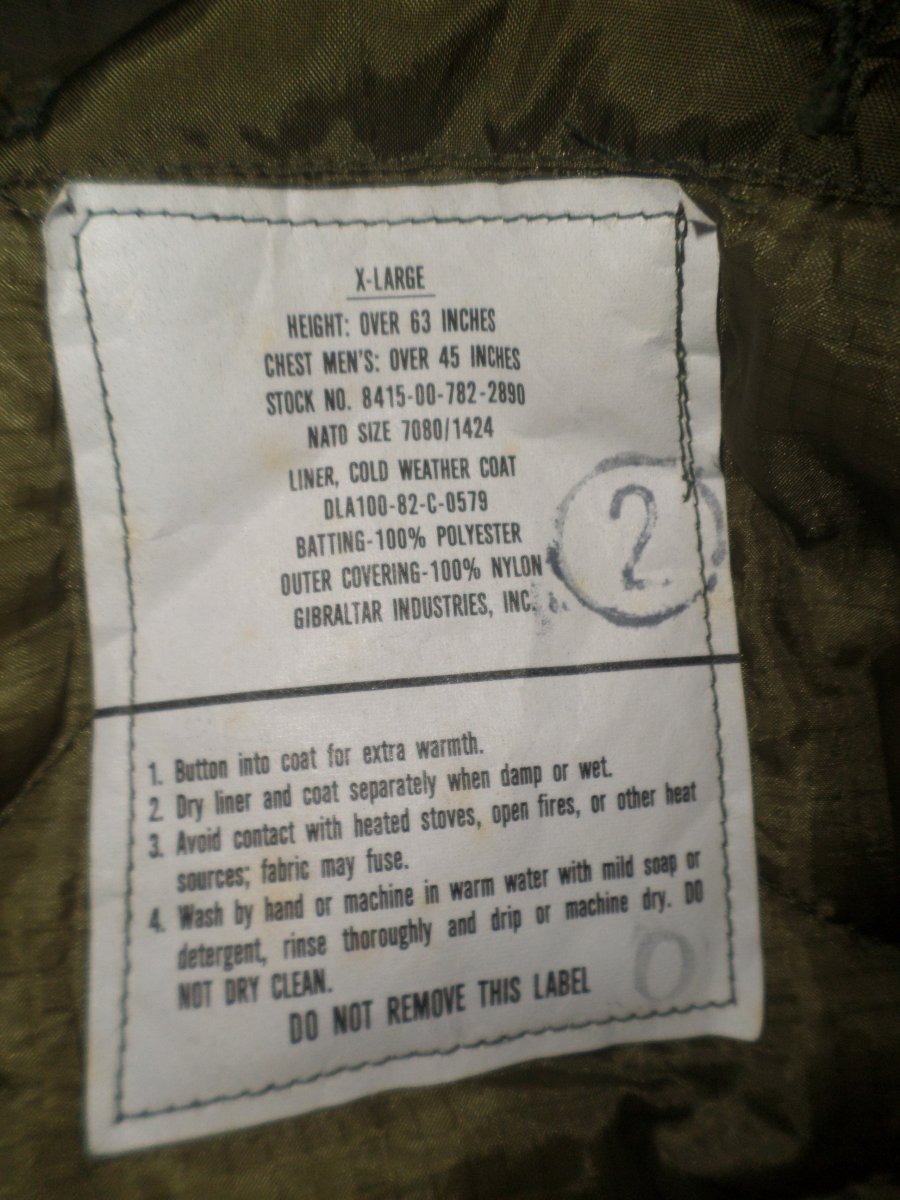 X-LARGE
HEIGHT: OVER 63 INCHES
CHEST MEN'S: OVER 45 INCHES
STOCK NO. 8415-00-782-2890
NATO SIZE 7080/1424
LINER, COLD WEATHER COAT
DLA100-82-C-0579
BATTING-100% POLYESTER
OUTER COVERING-100% NYLON
GIBRALTAR INDUSTRIES, INC.
2
1. Button into coat for extra warmth.
2. Dry liner and coat separately when damp or wet.
3. Avoid contact with heated stoves, open fires, or other heat
sources; fabric may fuse.
4. Wash by hand or machine in warm water with mild soap or
detergent, rinse thoroughly and drip or machine dry. DO
NOT DRY CLEAN.
DO NOT REMOVE THIS LABEL
0